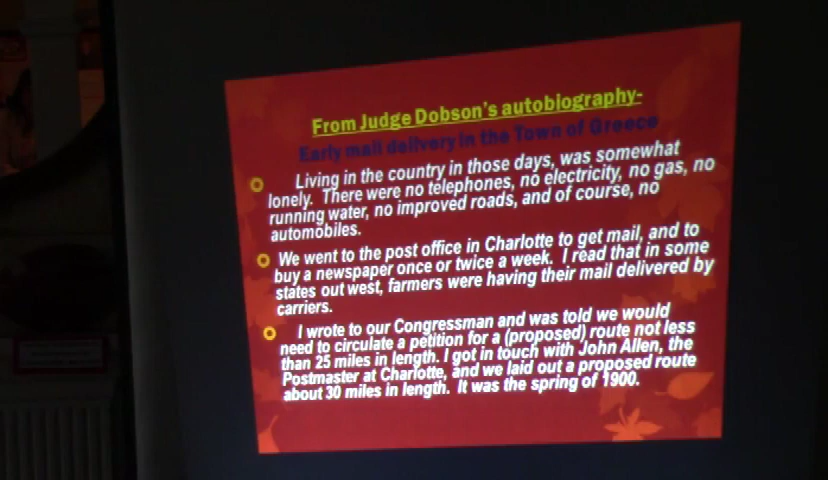 From Judge Dobson's autobiography-
Early mail delivery in the Town of Greece
Living in the country in those days, was somewhat
lonely. There were no telephones, no electricity, no gas, no
running water, no improved roads, and of course, no
automobiles.
We went to the post office in Charlotte to get mail, and to
buy a newspaper once or twice a week. I read that in some
states out west, farmers were having their mail delivered by
carriers.
I wrote to our Congressman and was told we would
need to circulate a petition for a (proposed) route not less
than 25 miles in length. I got in touch with John Allen, the
Postmaster at Charlotte, and we laid out a proposed route
about 30 miles in length. It was the spring of 1900.